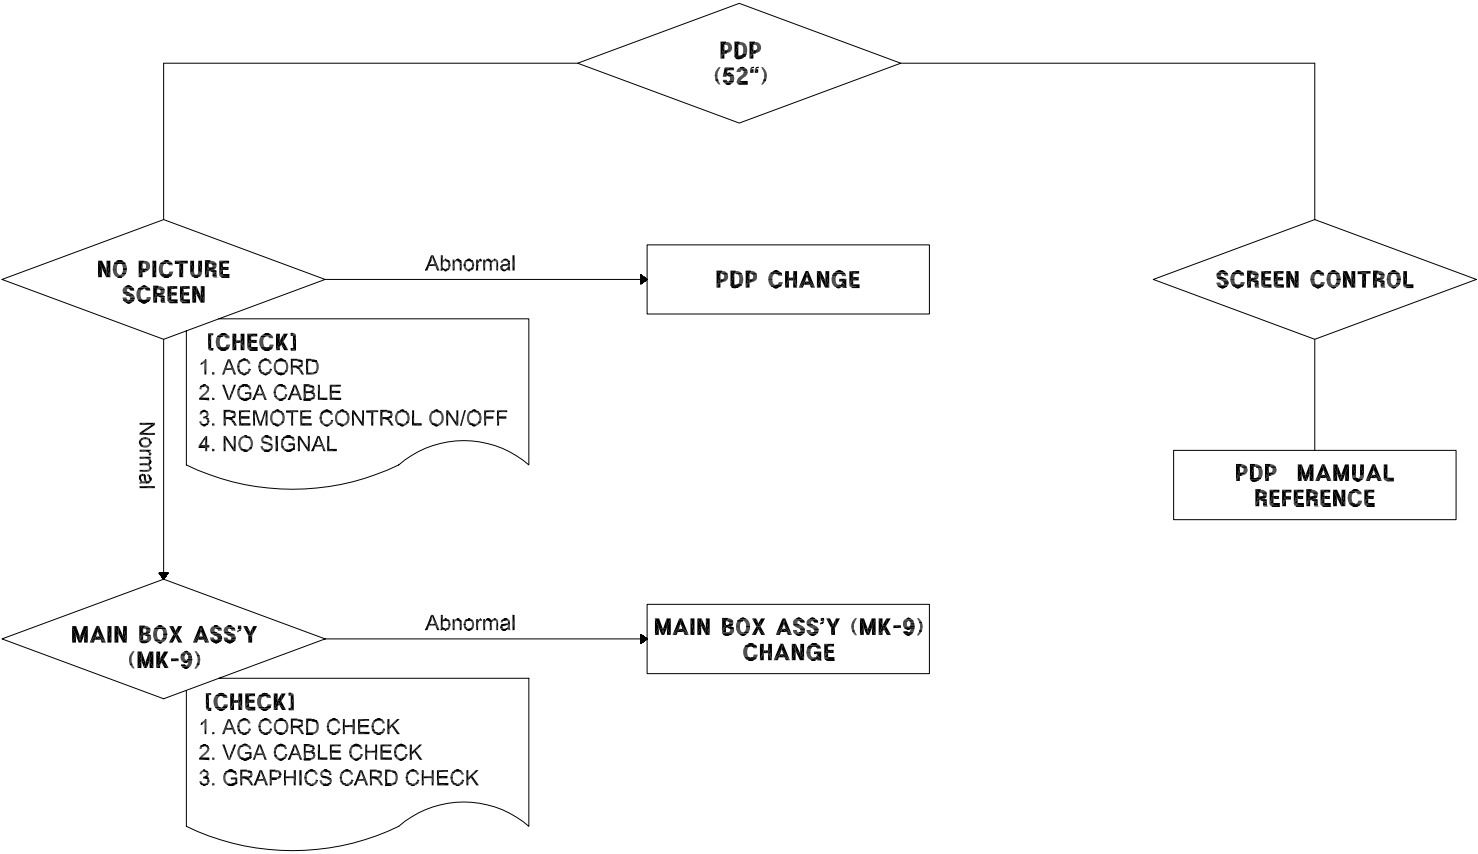 PDP
(52“)
NO PICTURE
SCREEN
Abnormal
PDP CHANGE
SCREEN CONTROL
[CHECK]
1. AC CORD
2. VGA CABLE
3. REMOTE CONTROL ON/OFF
4. NO SIGNAL
Normal
PDP MAMUAL
REFERENCE
MAIN BOX ASS'Y
(MK-9)
Abnormal
MAIN BOX ASS'Y (MK-9)
CHANGE
[CHECK]
1. AC CORD CHECK
2. VGA CABLE CHECK
3. GRAPHICS CARD CHECK